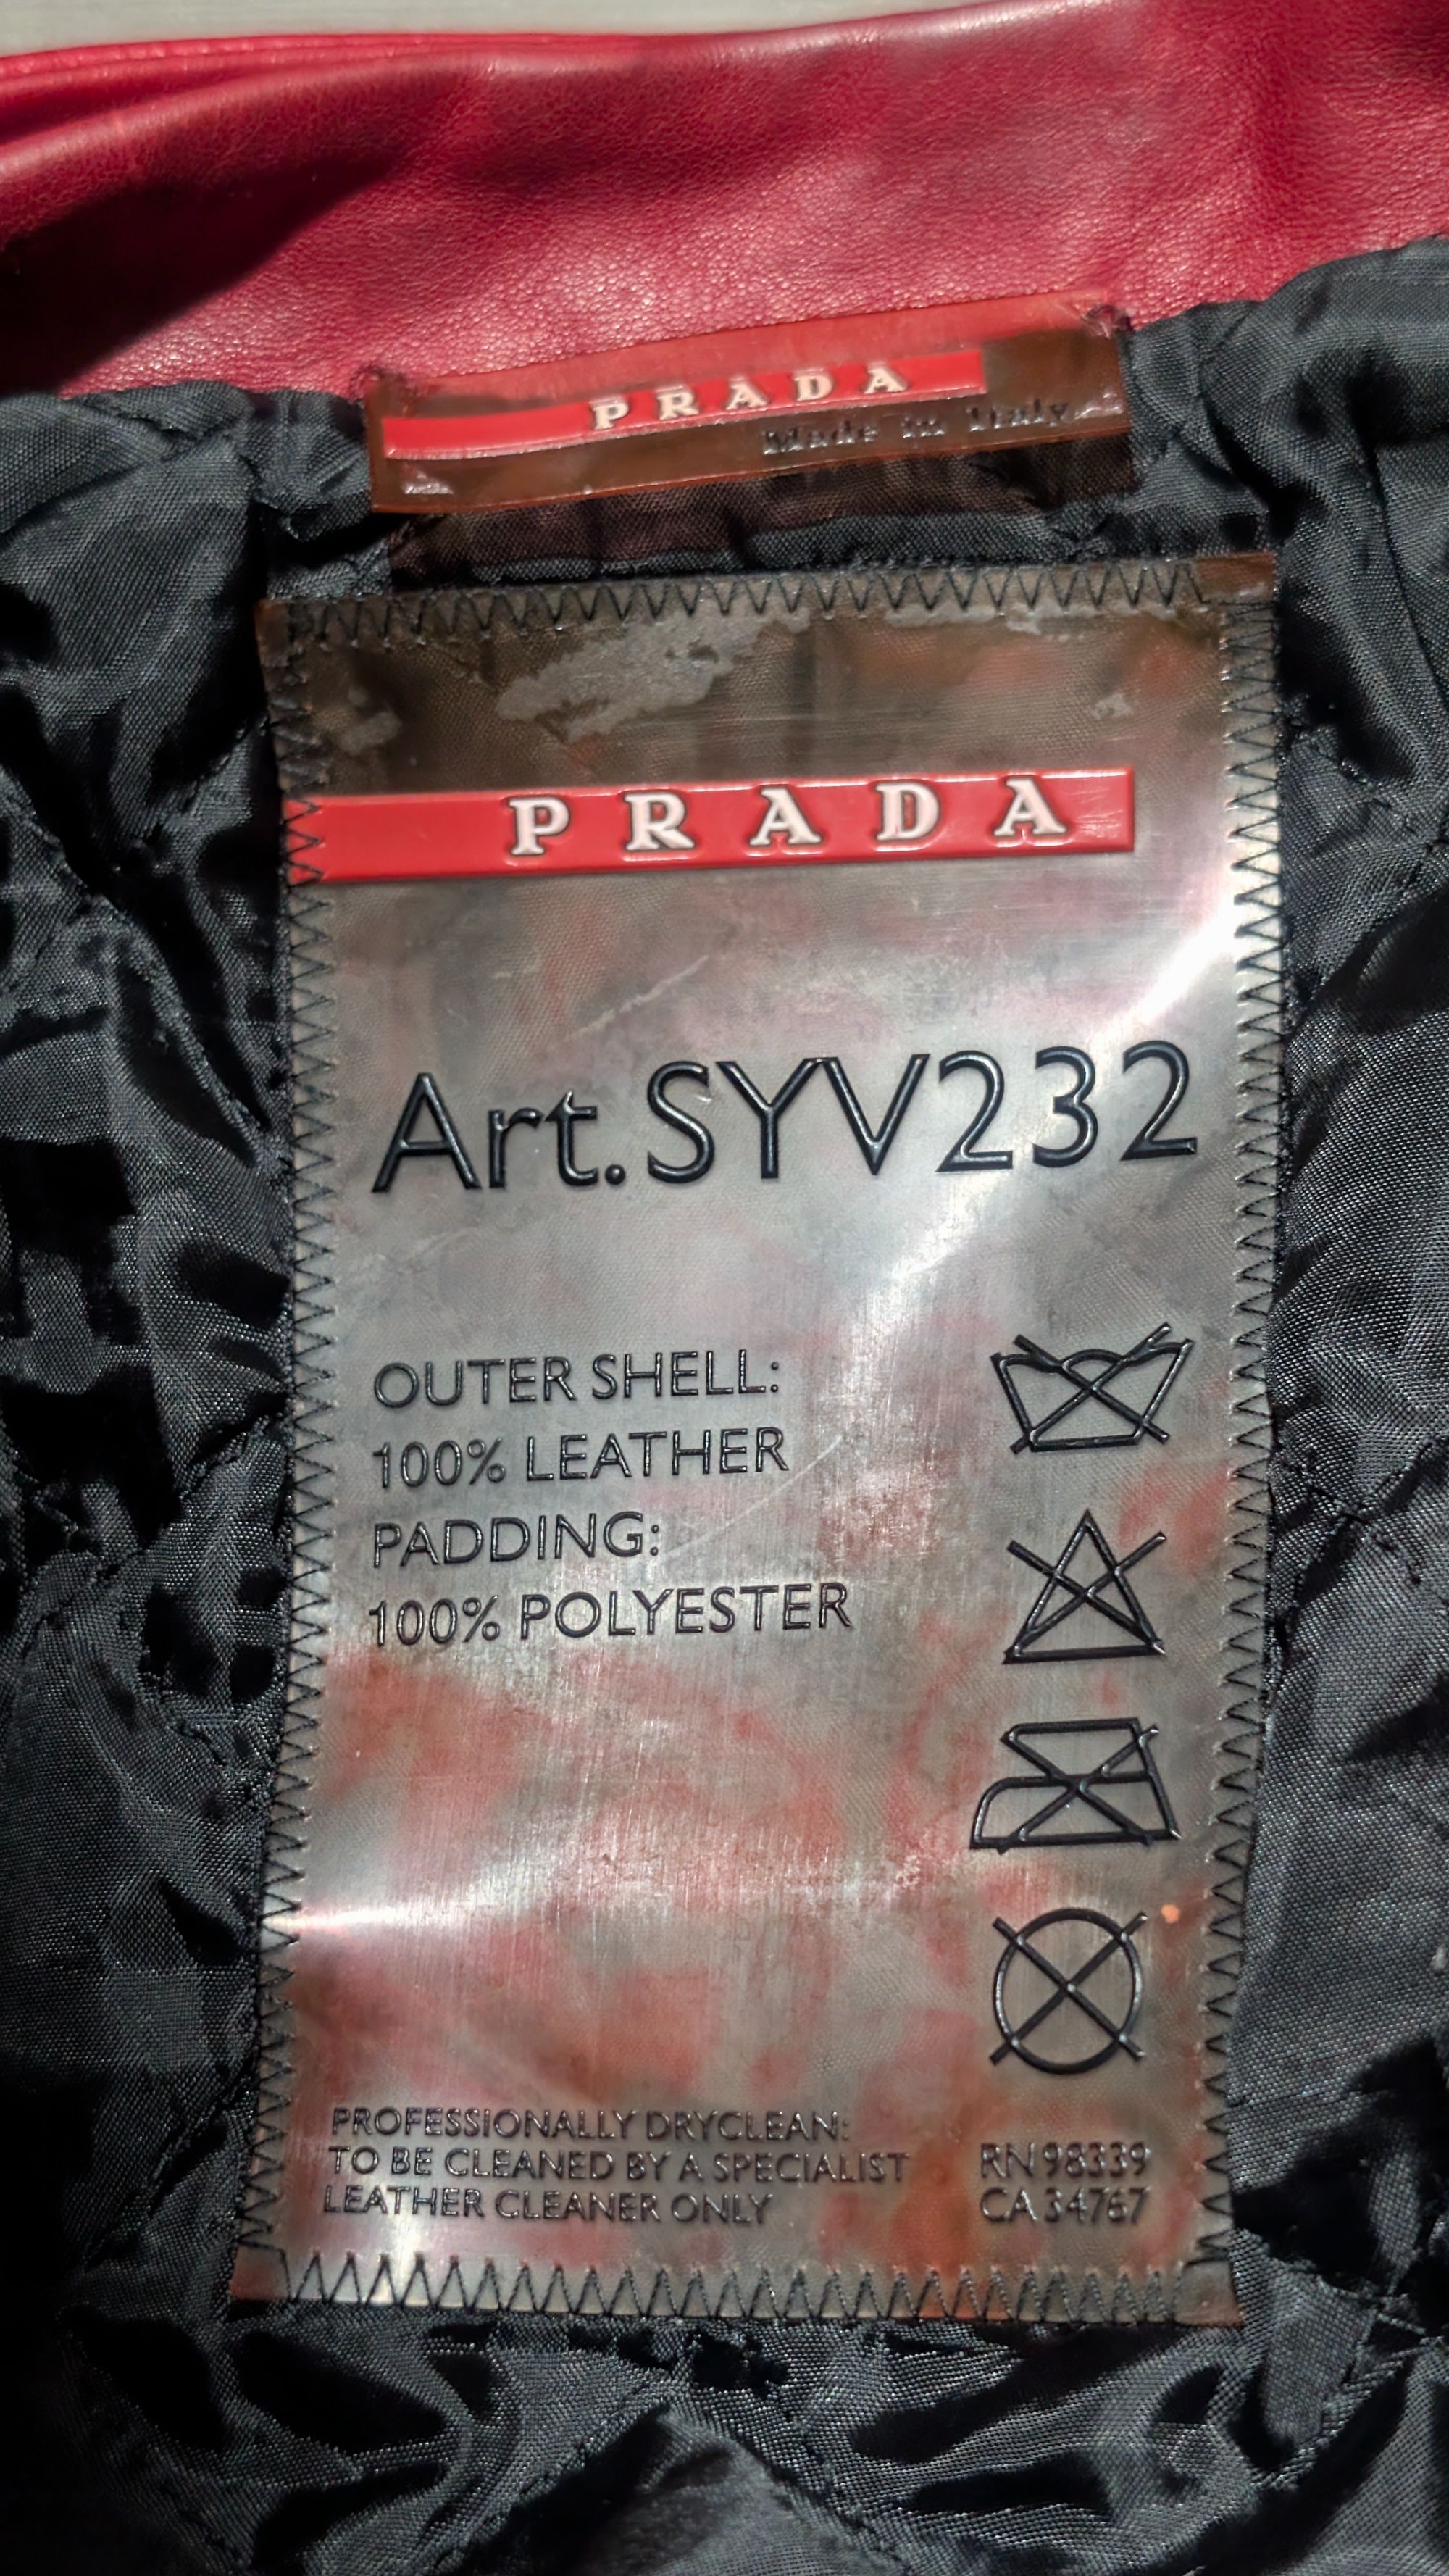 PRADA
Made in Italy
PRADA
Art.SYV232
OUTER SHELL:
100% LEATHER
PADDING:
100% POLYESTER
PROFESSIONALLY DRYCLEAN:
TO BE CLEANED BY A SPECIALIST
LEATHER CLEANER ONLY
RN 98339
CA 34767